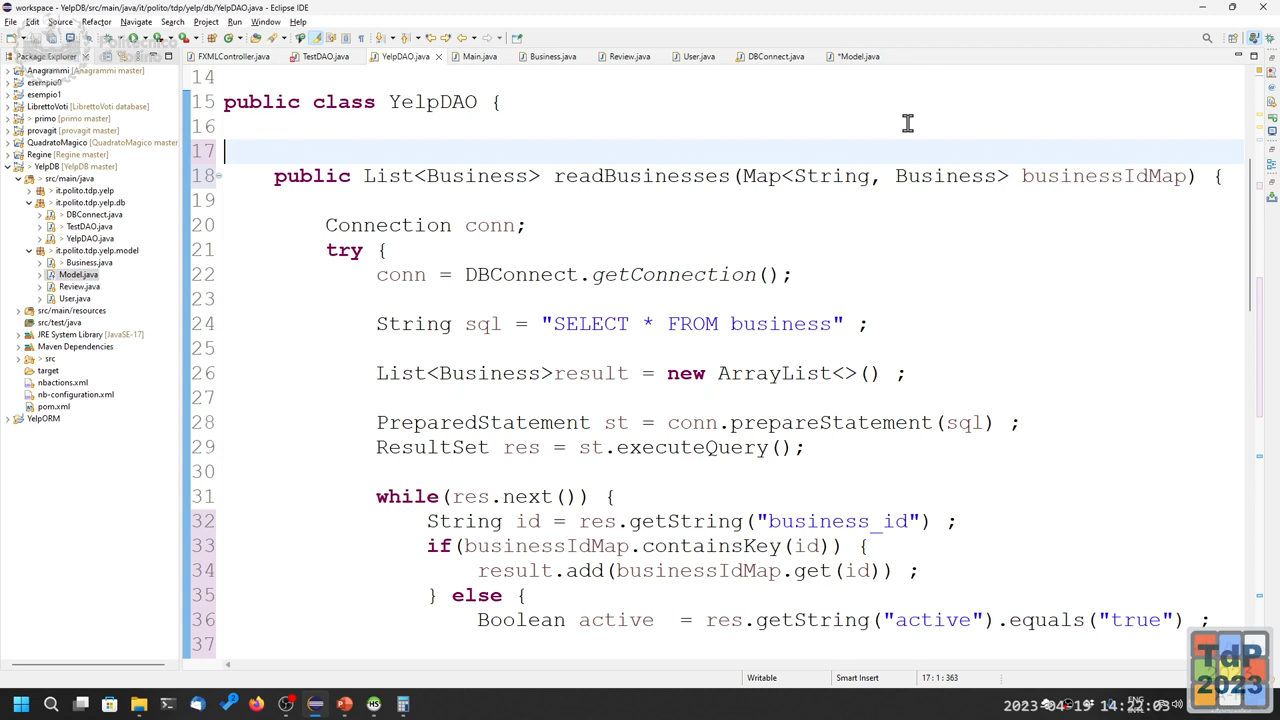 workspace - YelpDB/src/main/java/it/polito/tdp/yelp/db/YelpDAO.java - Eclipse IDE
File Edit Source Refactor Navigate Search Project Run Window Help
Package Explorer
FXMLController.java TestDAO.java YelpDAO.java Main.java Business.java Review.java User.java DBConnect.java *Model.java
Anagrammi [Anagrammi master]
esempio0
esempio1
LibrettoVoti [LibrettoVoti database]
> primo [primo master]
provagit [provagit master]
QuadratoMagico [QuadratoMagico master]
Regine [Regine master]
> YelpDB [YelpDB master]
> src/main/java
> it.polito.tdp.yelp
> it.polito.tdp.yelp.db
> DBConnect.java
> TestDAO.java
> YelpDAO.java
> it.polito.tdp.yelp.model
> Business.java
Model.java
> Review.java
> User.java
> src/main/resources
src/test/java
JRE System Library [JavaSE-17]
Maven Dependencies
> src
target
nbactions.xml
nb-configuration.xml
pom.xml
YelpORM
14
15 public class YelpDAO {
16
17
18 public List<Business> readBusinesses(Map<String, Business> businessIdMap) {
19
20 Connection conn;
21 try {
22 conn = DBConnect.getConnection();
23
24 String sql = "SELECT * FROM business" ;
25
26 List<Business>result = new ArrayList<>() ;
27
28 PreparedStatement st = conn.prepareStatement(sql) ;
29 ResultSet res = st.executeQuery();
30
31 while(res.next()) {
32 String id = res.getString("business_id") ;
33 if(businessIdMap.containsKey(id)) {
34 result.add(businessIdMap.get(id)) ;
35 } else {
36 Boolean active = res.getString("active").equals("true") ;
37
Writable Smart Insert 17 : 1 : 363
TdP
2023
ENG
2023-04-19 14:22:05